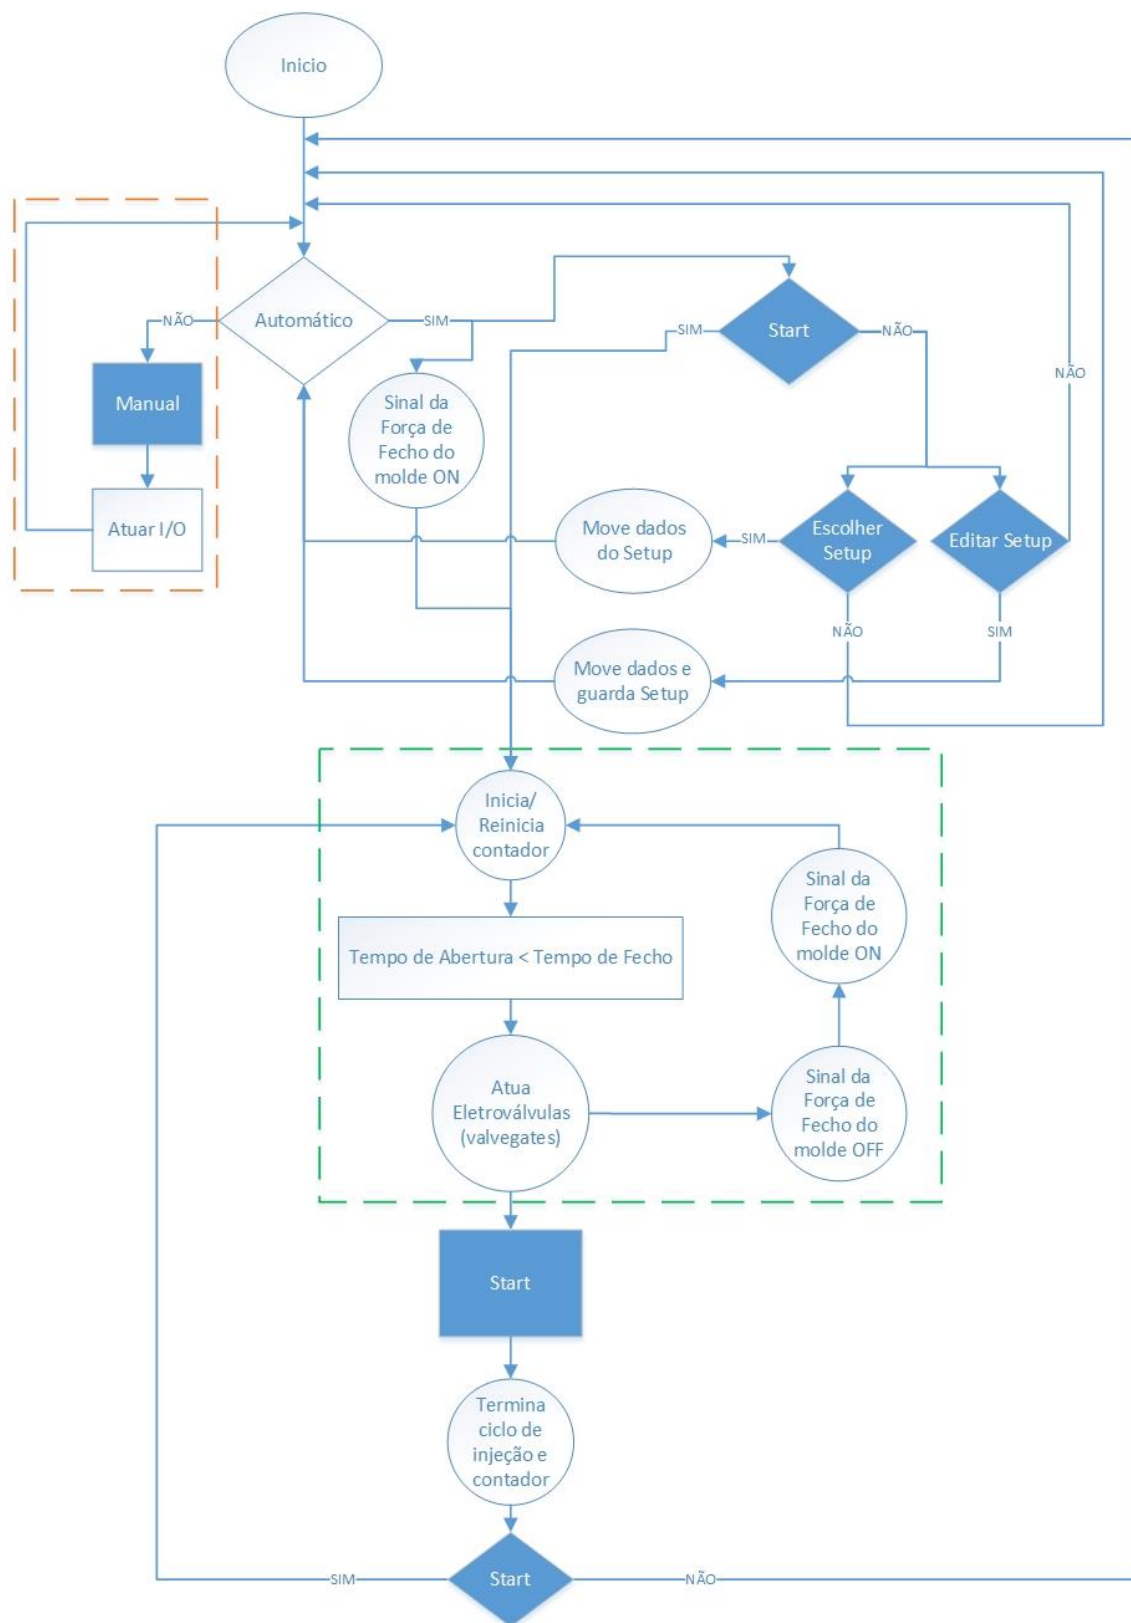 Inicio
NÃO
Automático
SIM
SIM
Start
NÃO
NÃO
Manual
Sinal da
Força de
Fecho do
molde ON
Atuar I/O
Move dados
do Setup
SIM
Escolher
Setup
Editar Setup
NÃO
SIM
Move dados e
guarda Setup
Inicia/
Reinicia
contador
Sinal da
Força de
Fecho do
molde ON
Tempo de Abertura < Tempo de Fecho
Atua
Eletroválvulas
(valvegates)
Sinal da
Força de
Fecho do
molde OFF
Start
Termina
ciclo de
injeção e
contador
SIM
Start
NÃO